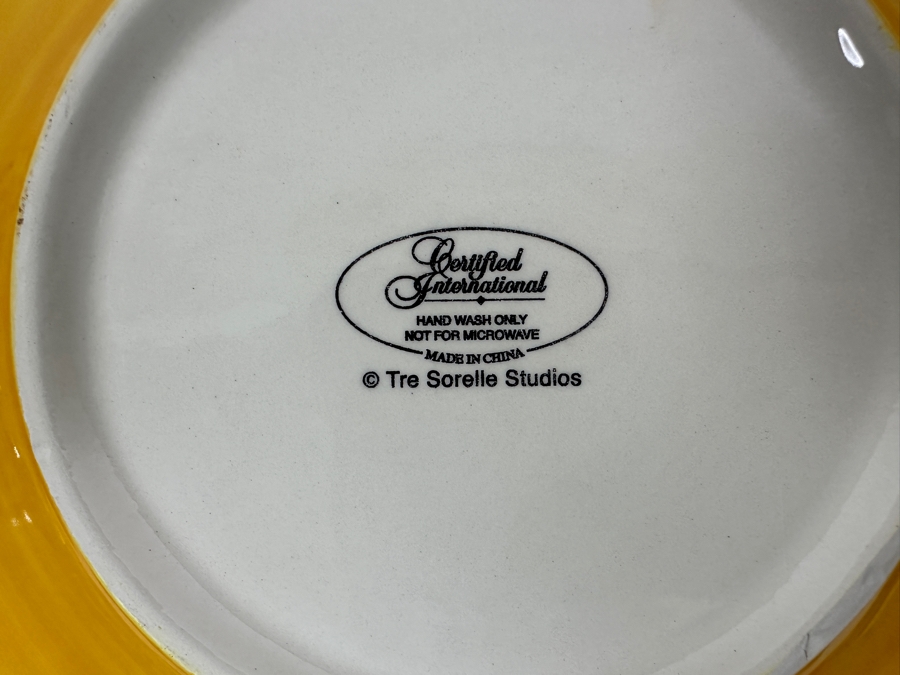 Certified
International
HAND WASH ONLY
NOT FOR MICROWAVE
MADE IN CHINA
© Tre Sorelle Studios